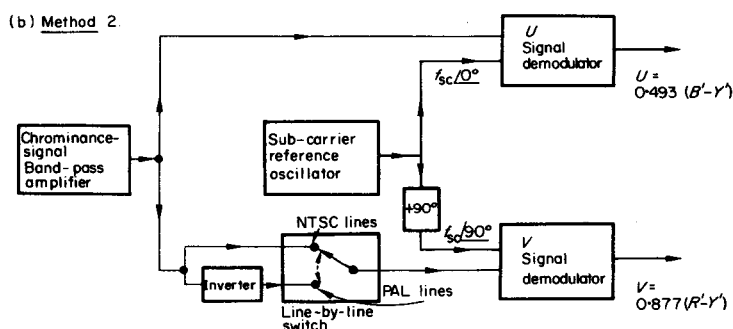 (b) Method 2.
U
Signal
demodulator
fsc/0°
U =
0·493 (B'-Y')
Chrominance-
signal
Band-pass
amplifier
Sub-carrier
reference
oscillator
+90°
NTSC lines
fsc/90°
V
Signal
demodulator
Inverter
PAL lines
Line-by-line
switch
V =
0·877(R'-Y')